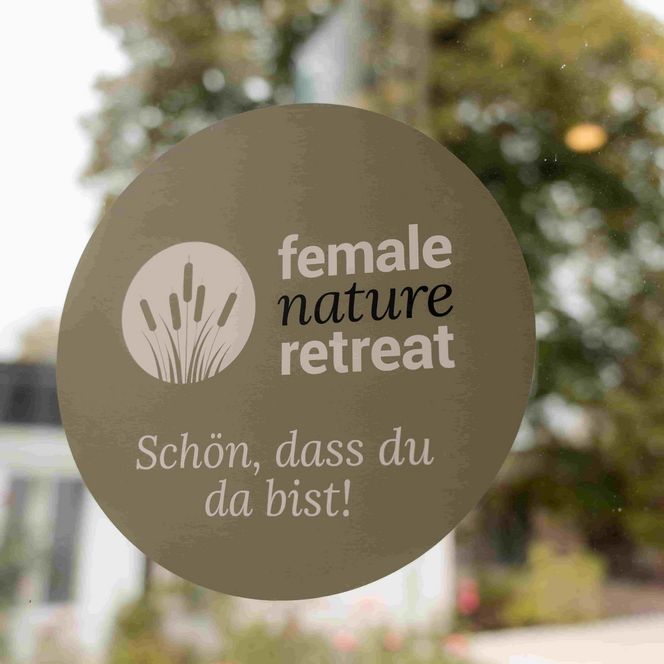 female
nature
retreat
Schön, dass du
da bist!